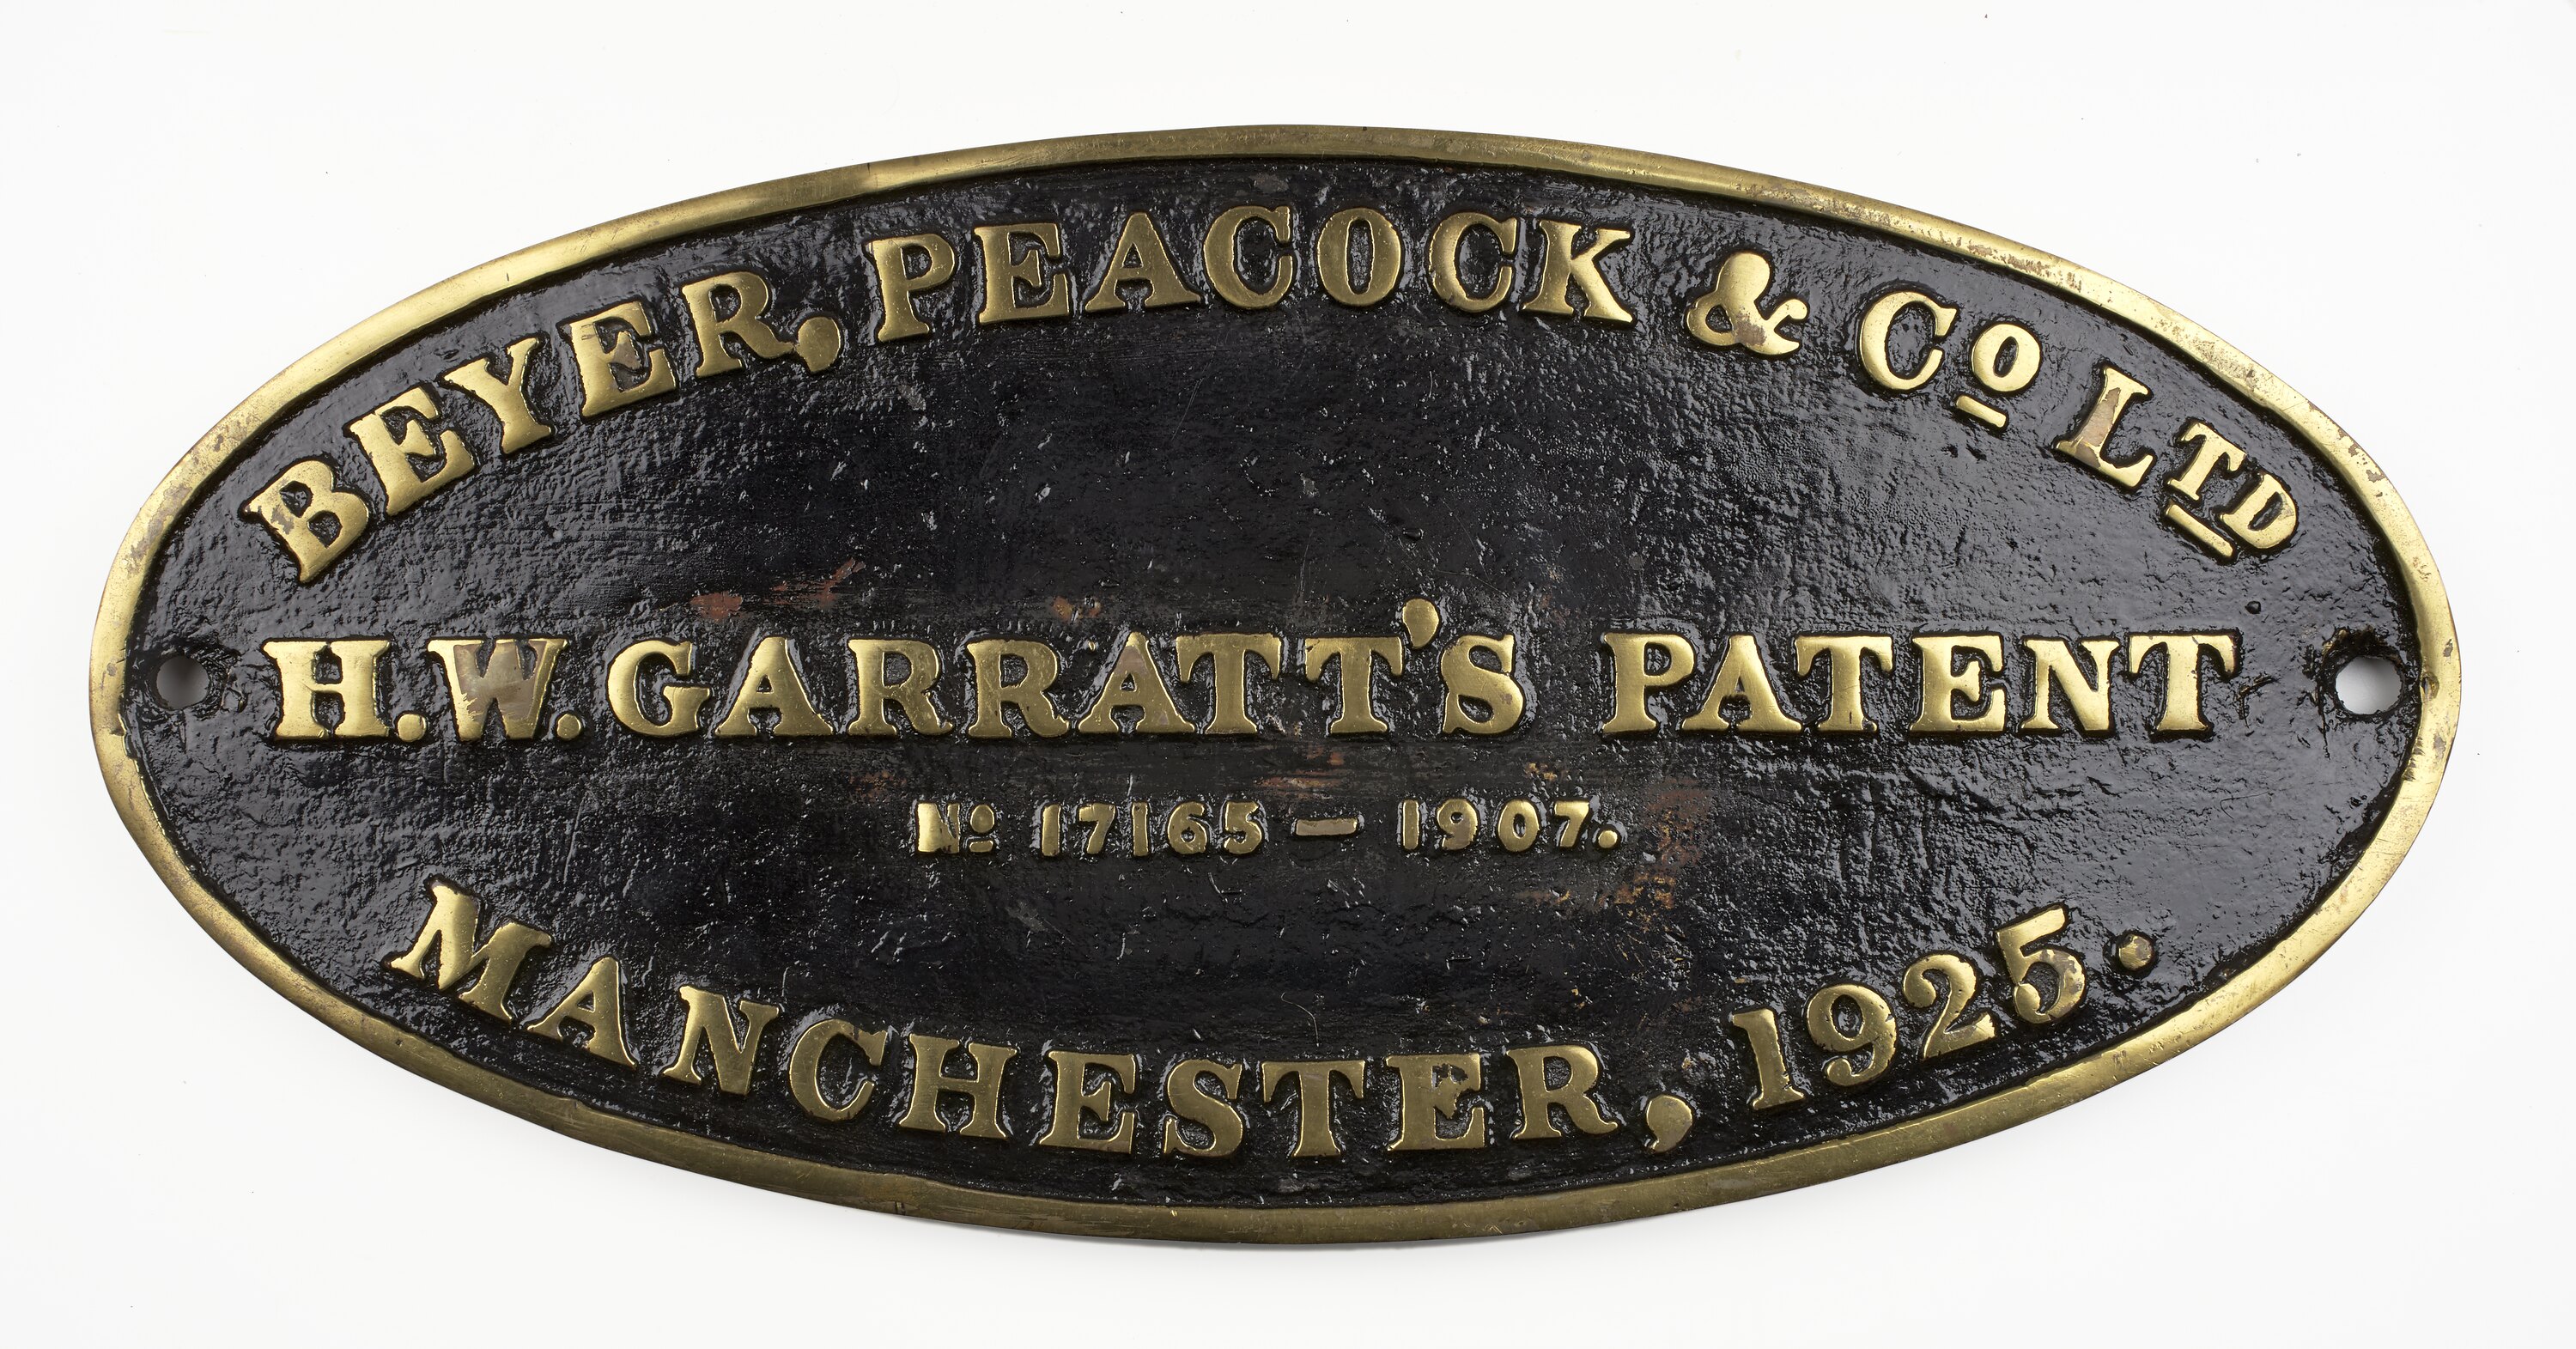 BEYER, PEACOCK & Co LTD
H.W. GARRATT'S PATENT
No 17165 — 1907.
MANCHESTER, 1925.